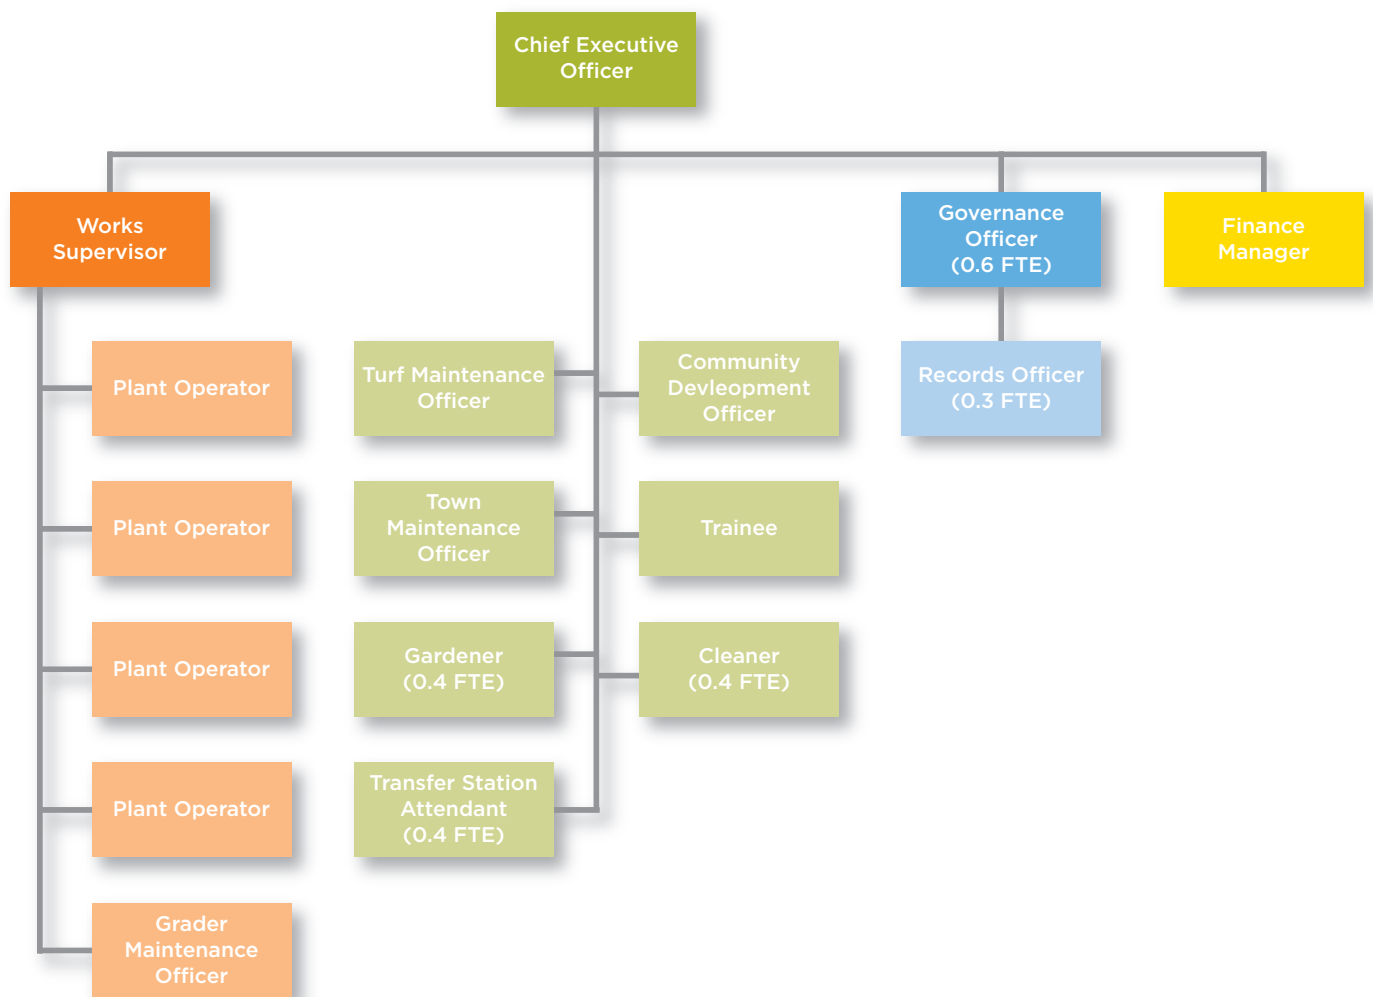 Chief Executive
Officer
Works
Supervisor
Governance
Officer
(0.6 FTE)
Finance
Manager
Plant Operator
Turf Maintenance
Officer
Community
Devleopment
Officer
Records Officer
(0.3 FTE)
Plant Operator
Town
Maintenance
Officer
Trainee
Plant Operator
Gardener
(0.4 FTE)
Cleaner
(0.4 FTE)
Plant Operator
Transfer Station
Attendant
(0.4 FTE)
Grader
Maintenance
Officer